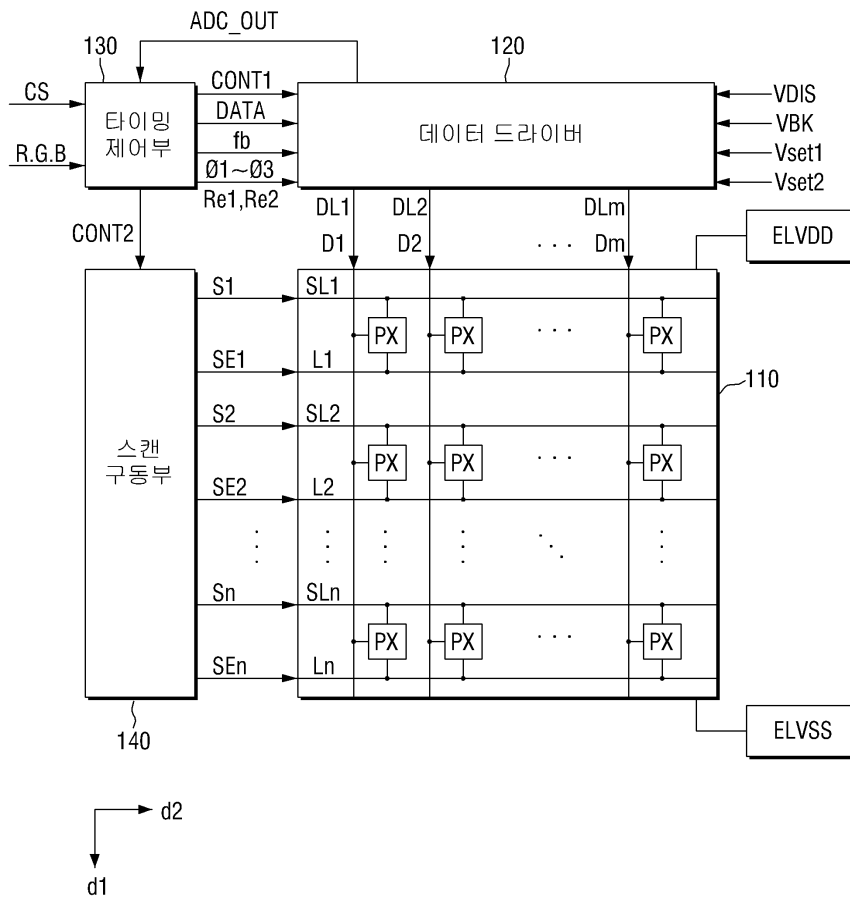 ADC_OUT
130
120
CS
R.G.B
타이밍
제어부
CONT1
DATA
fb
Ø1~Ø3
Re1,Re2
데이터 드라이버
VDIS
VBK
Vset1
Vset2
CONT2
DL1 DL2 DLm
D1 D2 · · · Dm
ELVDD
S1 SL1
PX PX · · · PX
SE1 L1
110
S2 SL2
PX PX · · · PX
스캔
구동부
SE2 L2
Sn SLn
PX PX · · · PX
SEn Ln
140
ELVSS
d2
d1